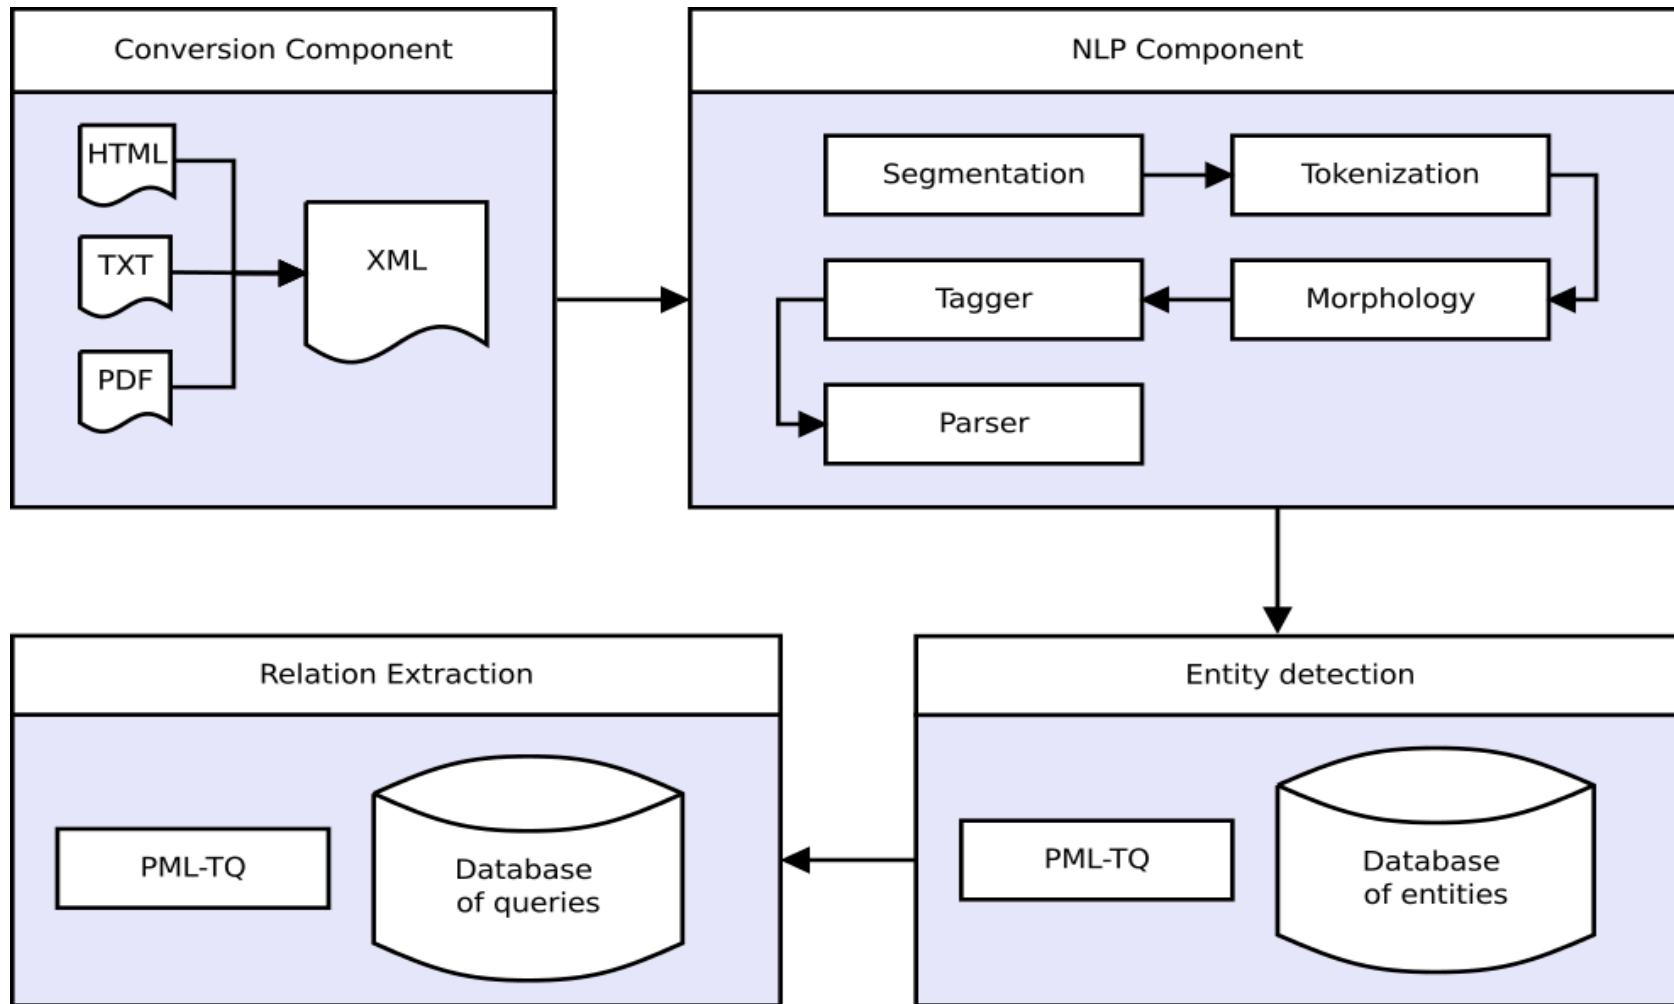 Conversion Component
HTML
TXT
PDF
XML
NLP Component
Segmentation
Tokenization
Tagger
Morphology
Parser
Relation Extraction
PML-TQ
Database
of queries
Entity detection
PML-TQ
Database
of entities